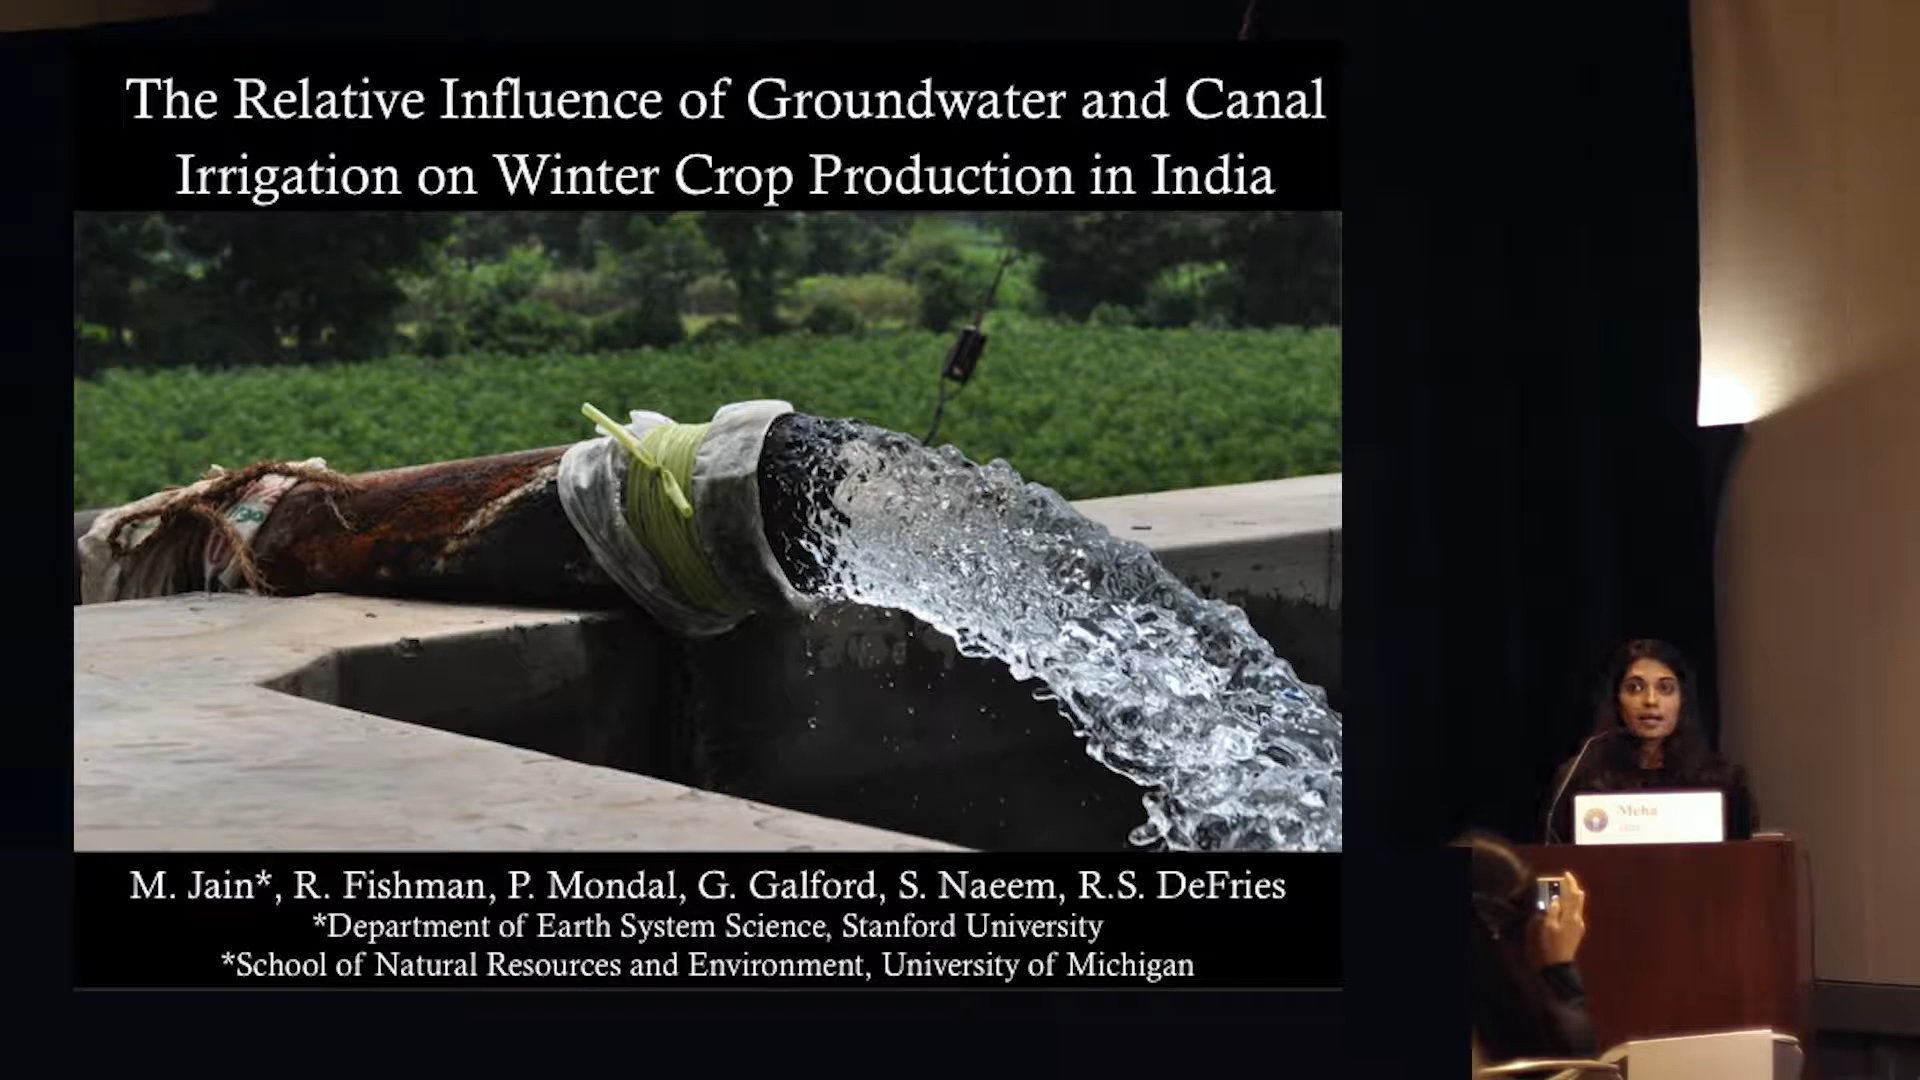 The Relative Influence of Groundwater and Canal
Irrigation on Winter Crop Production in India
M. Jain*, R. Fishman, P. Mondal, G. Galford, S. Naeem, R.S. DeFries
*Department of Earth System Science, Stanford University
*School of Natural Resources and Environment, University of Michigan
Meha